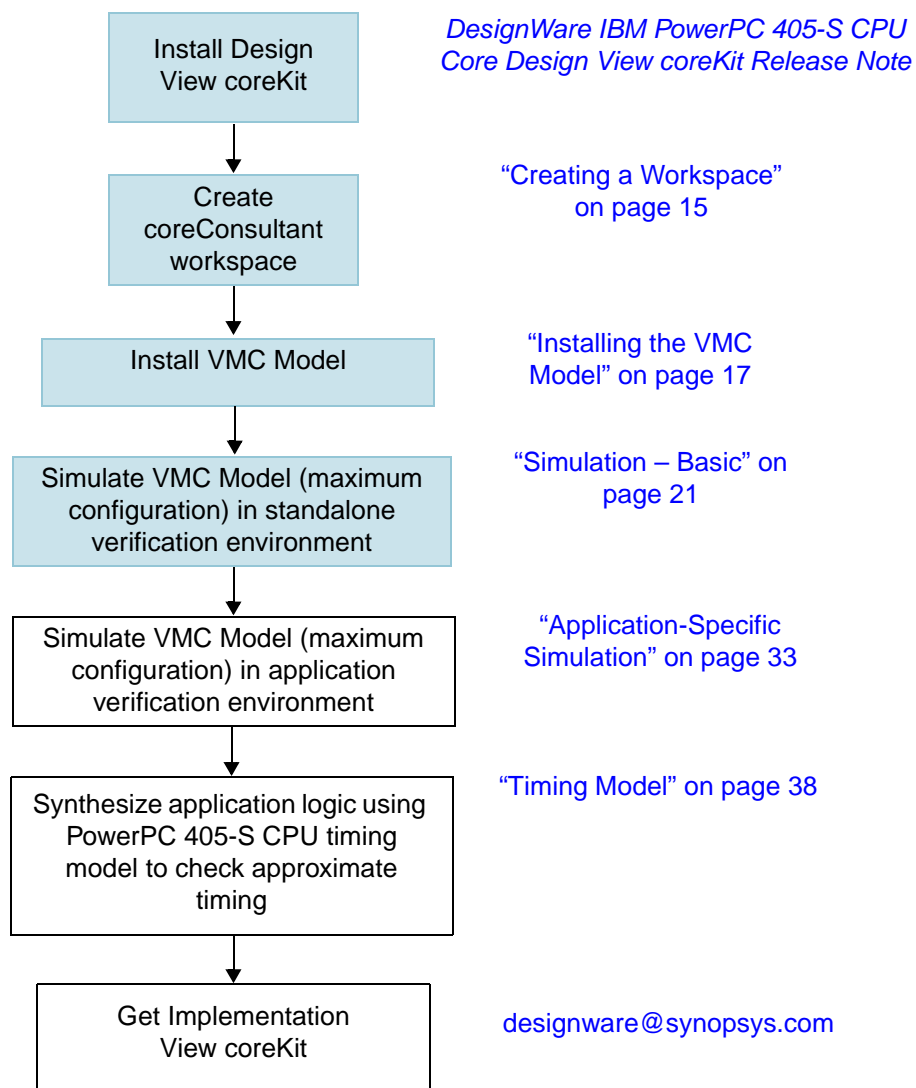 Install Design
View coreKit
DesignWare IBM PowerPC 405-S CPU
Core Design View coreKit Release Note
Create
coreConsultant
workspace
“Creating a Workspace”
on page 15
Install VMC Model
“Installing the VMC
Model” on page 17
Simulate VMC Model (maximum
configuration) in standalone
verification environment
“Simulation – Basic” on
page 21
Simulate VMC Model (maximum
configuration) in application
verification environment
“Application-Specific
Simulation” on page 33
Synthesize application logic using
PowerPC 405-S CPU timing
model to check approximate
timing
“Timing Model” on page 38
Get Implementation
View coreKit
designware@synopsys.com